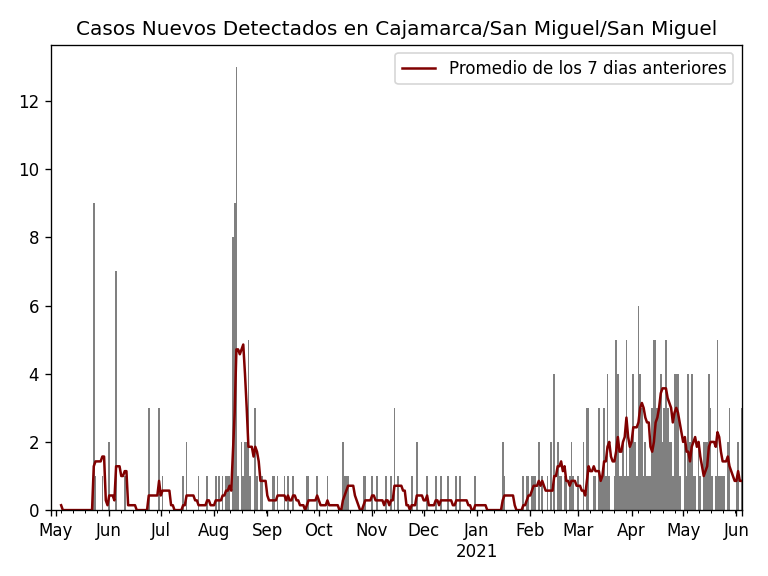 Casos Nuevos Detectados en Cajamarca/San Miguel/San Miguel
Promedio de los 7 dias anteriores
12
10
8
6
4
2
0
May Jun Jul Aug Sep Oct Nov Dec Jan Feb Mar Apr May Jun
2021